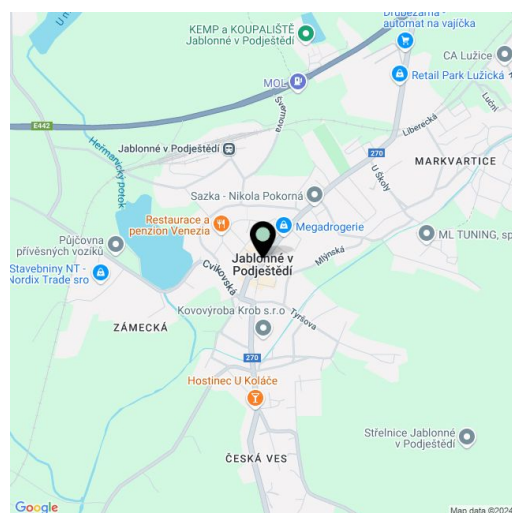 Drůbežárna -
automat na vajíčka
KEMP a KOUPALIŠTĚ
Jablonné v Podještědí
CA Lužice
Retail Park Lužická
MOL
U m
Švermova
Luční
E442
Liberecká
Heřmanický potok
Jablonné v Podještědí
270
MARKVARTICE
U Školy
Sazka - Nikola Pokorná
Restaurace a
penzion Venezia
Megadrogerie
ML TUNING, sp
Půjčovna
přívěsných vozíků
Jablonné v
Podještědí
Mlýnská
Cvikovská
Stavebniny NT -
Nordix Trade sro
Kovovýroba Krob s.r.o
Tyršova
ZÁMECKÁ
270
Hostinec U Koláče
Střelnice Jablonné
v Podještědí
ČESKÁ VES
Google
Map data ©2024